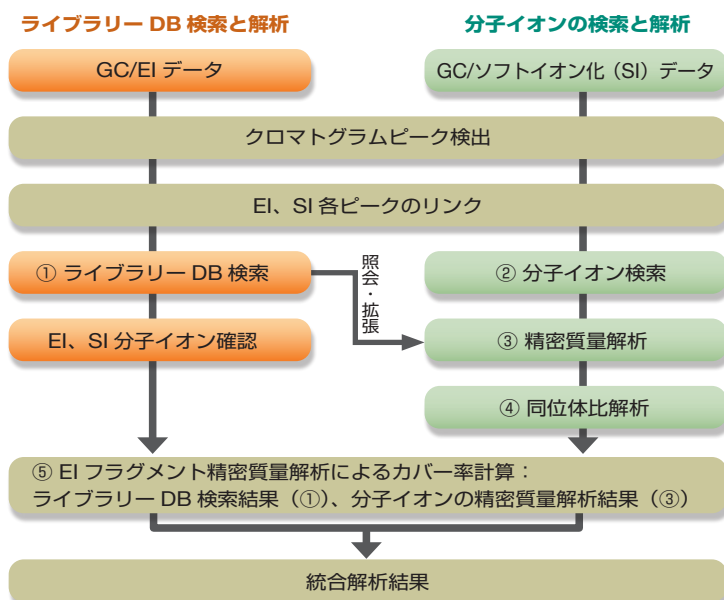 ライブラリー DB 検索と解析
分子イオンの検索と解析
GC/EI データ
GC/ソフトイオン化（SI）データ
クロマトグラムピーク検出
EI、SI 各ピークのリンク
① ライブラリー DB 検索
照会・拡張
② 分子イオン検索
EI、SI 分子イオン確認
③ 精密質量解析
④ 同位体比解析
⑤ EI フラグメント精密質量解析によるカバー率計算：
ライブラリー DB 検索結果（①）、分子イオンの精密質量解析結果（③）
統合解析結果